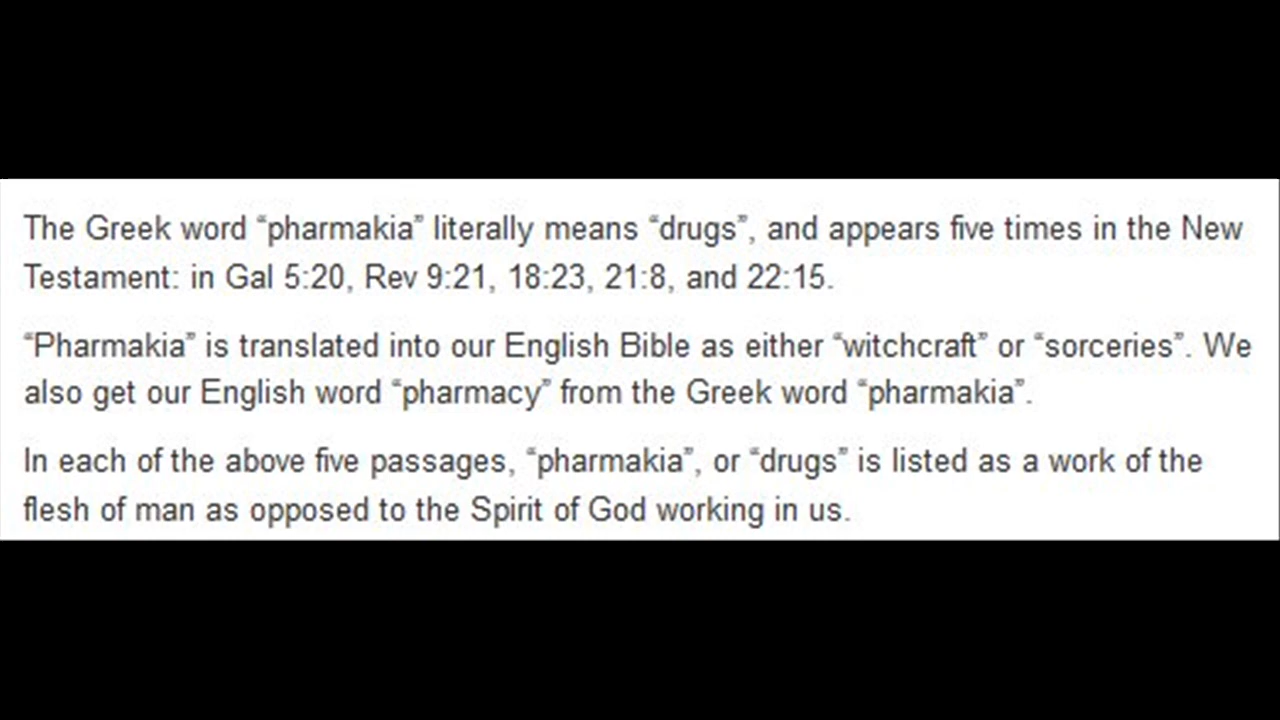 The Greek word “pharmakia” literally means “drugs”, and appears five times in the New
Testament: in Gal 5:20, Rev 9:21, 18:23, 21:8, and 22:15.
“Pharmakia” is translated into our English Bible as either “witchcraft” or “sorceries”. We
also get our English word “pharmacy” from the Greek word “pharmakia”.
In each of the above five passages, “pharmakia”, or “drugs” is listed as a work of the
flesh of man as opposed to the Spirit of God working in us.